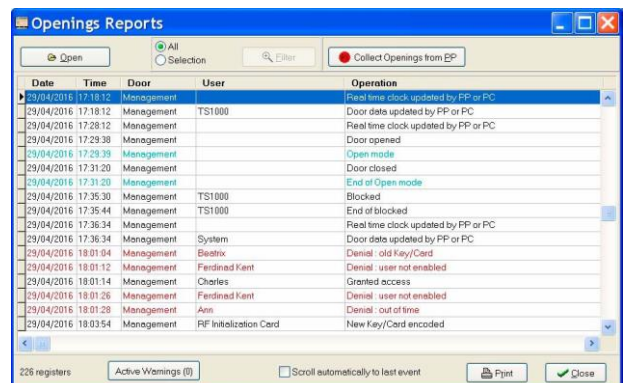 Openings Reports
Open
All
Selection
Filter
Collect Openings from PP
Date Time Door User Operation
29/04/2016 17:18:12 Management Real time clock updated by PP or PC
29/04/2016 17:18:12 Management TS1000 Door data updated by PP or PC
29/04/2016 17:28:12 Management Real time clock updated by PP or PC
29/04/2016 17:29:38 Management Door opened
29/04/2016 17:29:39 Management Open mode
29/04/2016 17:31:20 Management Door closed
29/04/2016 17:31:20 Management End of Open mode
29/04/2016 17:35:30 Management TS1000 Blocked
29/04/2016 17:35:44 Management TS1000 End of blocked
29/04/2016 17:36:34 Management Real time clock updated by PP or PC
29/04/2016 17:36:34 Management System Door data updated by PP or PC
29/04/2016 18:01:04 Management Beatrix Denial : old Key/Card
29/04/2016 18:01:12 Management Ferdinad Kent Denial : user not enabled
29/04/2016 18:01:14 Management Charles Granted access
29/04/2016 18:01:26 Management Ferdinad Kent Denial : user not enabled
29/04/2016 18:01:28 Management Ann Denial : out of time
29/04/2016 18:03:54 Management RF Initialization Card New Key/Card encoded
226 registers
Active Warnings (0)
Scroll automatically to last event
Print
Close